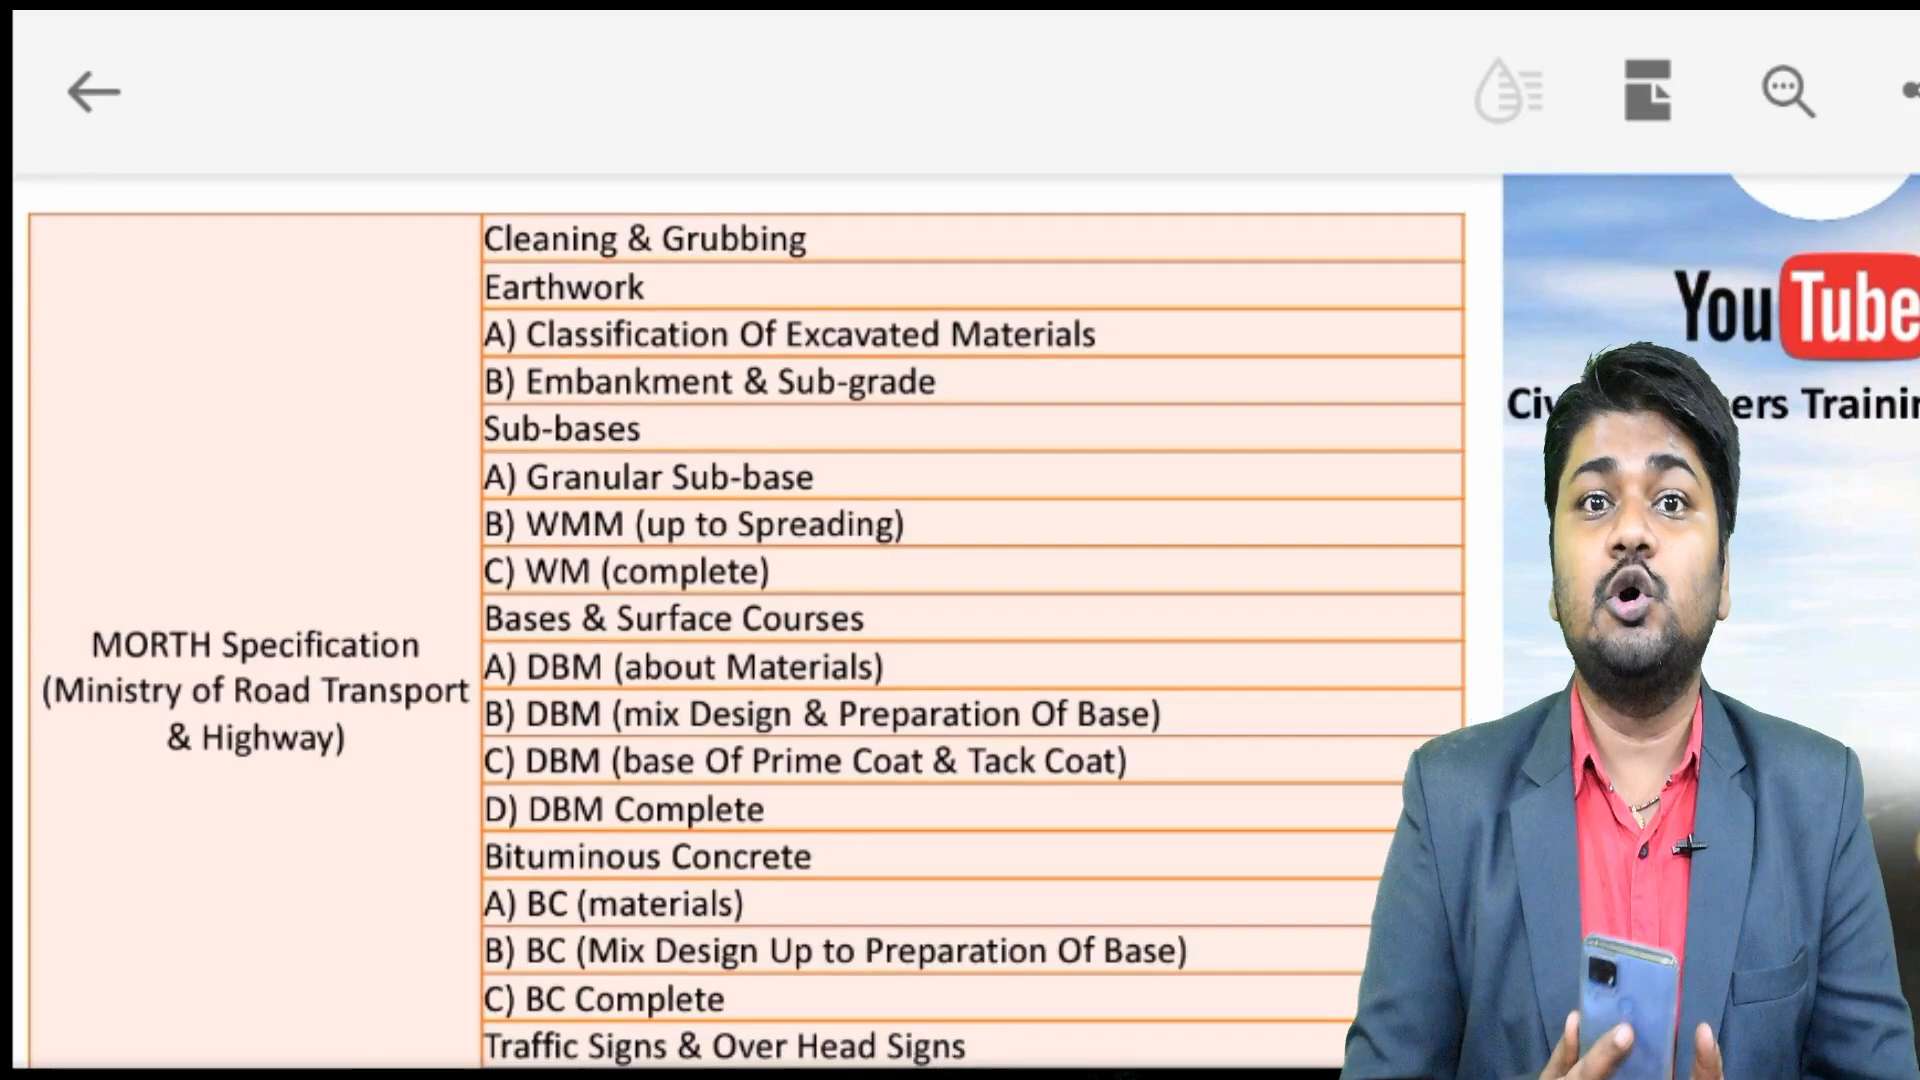 MORTH Specification
(Ministry of Road Transport
& Highway)
Cleaning & Grubbing
Earthwork
A) Classification Of Excavated Materials
B) Embankment & Sub-grade
Sub-bases
A) Granular Sub-base
B) WMM (up to Spreading)
C) WM (complete)
Bases & Surface Courses
A) DBM (about Materials)
B) DBM (mix Design & Preparation Of Base)
C) DBM (base Of Prime Coat & Tack Coat)
D) DBM Complete
Bituminous Concrete
A) BC (materials)
B) BC (Mix Design Up to Preparation Of Base)
C) BC Complete
Traffic Signs & Over Head Signs
YouTube